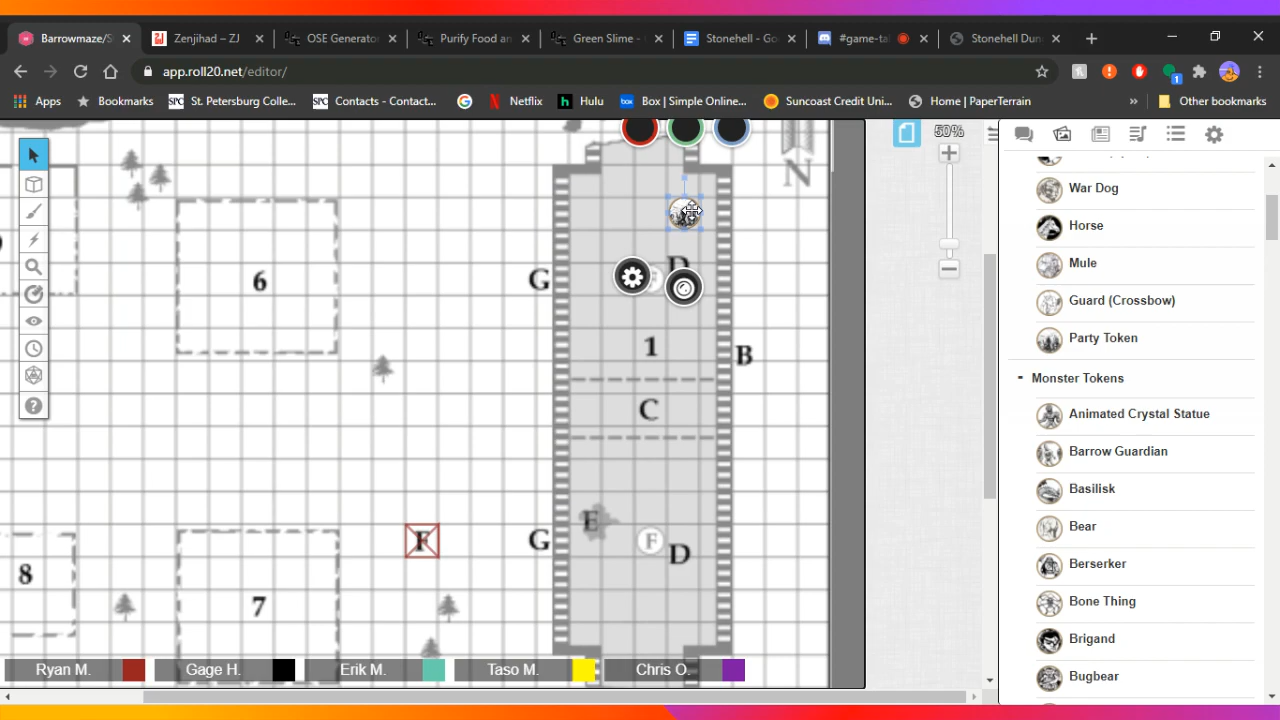 Barrowmaze/S
Zenjihad – ZJ
OSE Generator
Purify Food an
Green Slime -
Stonehell - Go
#game-ta
Stonehell Dun
app.roll20.net/editor/
Apps
Bookmarks
SPC St. Petersburg Colle...
SPC Contacts - Contact...
Netflix
h Hulu
box Box | Simple Online...
Suncoast Credit Uni...
Home | PaperTerrain
»
Other bookmarks
50%
N
War Dog
Horse
Mule
Guard (Crossbow)
Party Token
Monster Tokens
Animated Crystal Statue
Barrow Guardian
Basilisk
Bear
Berserker
Bone Thing
Brigand
Bugbear
6
G
D
1
B
C
E
F
G
F
D
8
7
Ryan M.
Gage H.
Erik M.
Taso M.
Chris O.